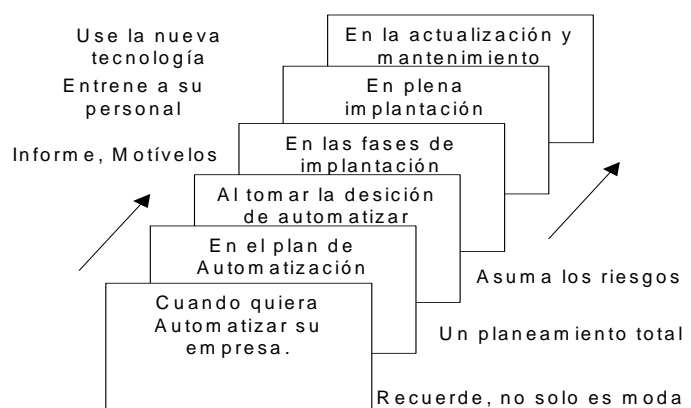 Use la nueva
tecnología
Entrene a su
personal
Informe, Motívelos
En la actualización y
mantenimiento
En plena
implantación
En las fases de
implantación
Al tomar la desición
de automatizar
En el plan de
Automatización
Cuando quiera
Automatizar su
empresa.
Asuma los riesgos
Un planeamiento total
Recuerde, no solo es moda